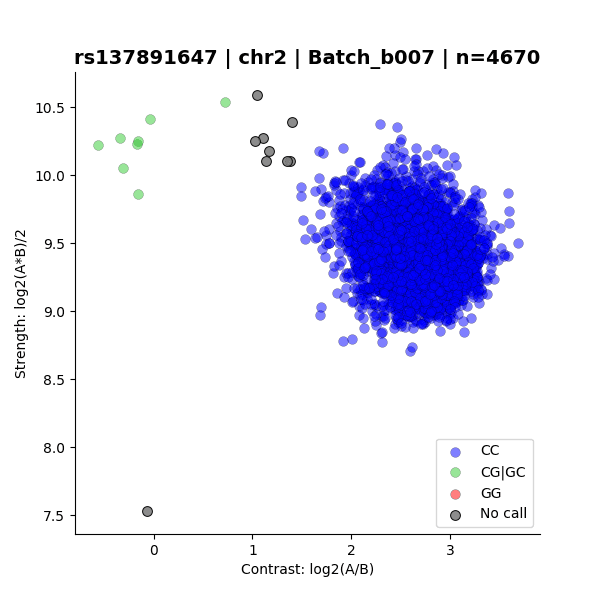 rs137891647 | chr2 | Batch_b007 | n=4670
Strength: log2(A*B)/2
10.5
10.0
9.5
9.0
8.5
8.0
7.5
0
1
2
3
Contrast: log2(A/B)
CC
CG|GC
GG
No call